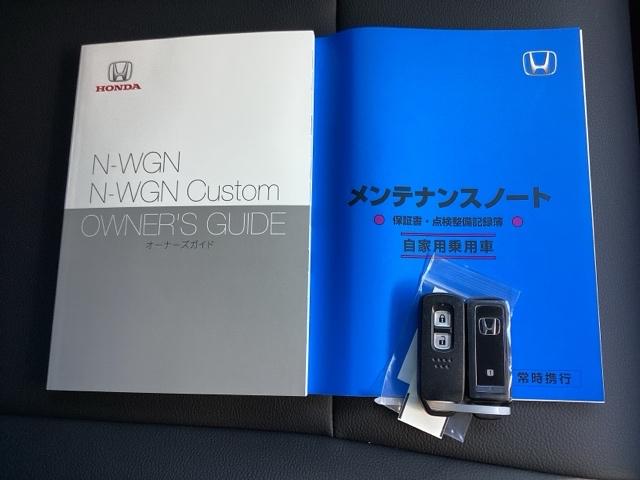 HONDA
N-WGN
N-WGN Custom
OWNER'S GUIDE
オーナーズガイド
メンテナンスノート
保証書・点検整備記録簿
自家用乗用車
常時携行